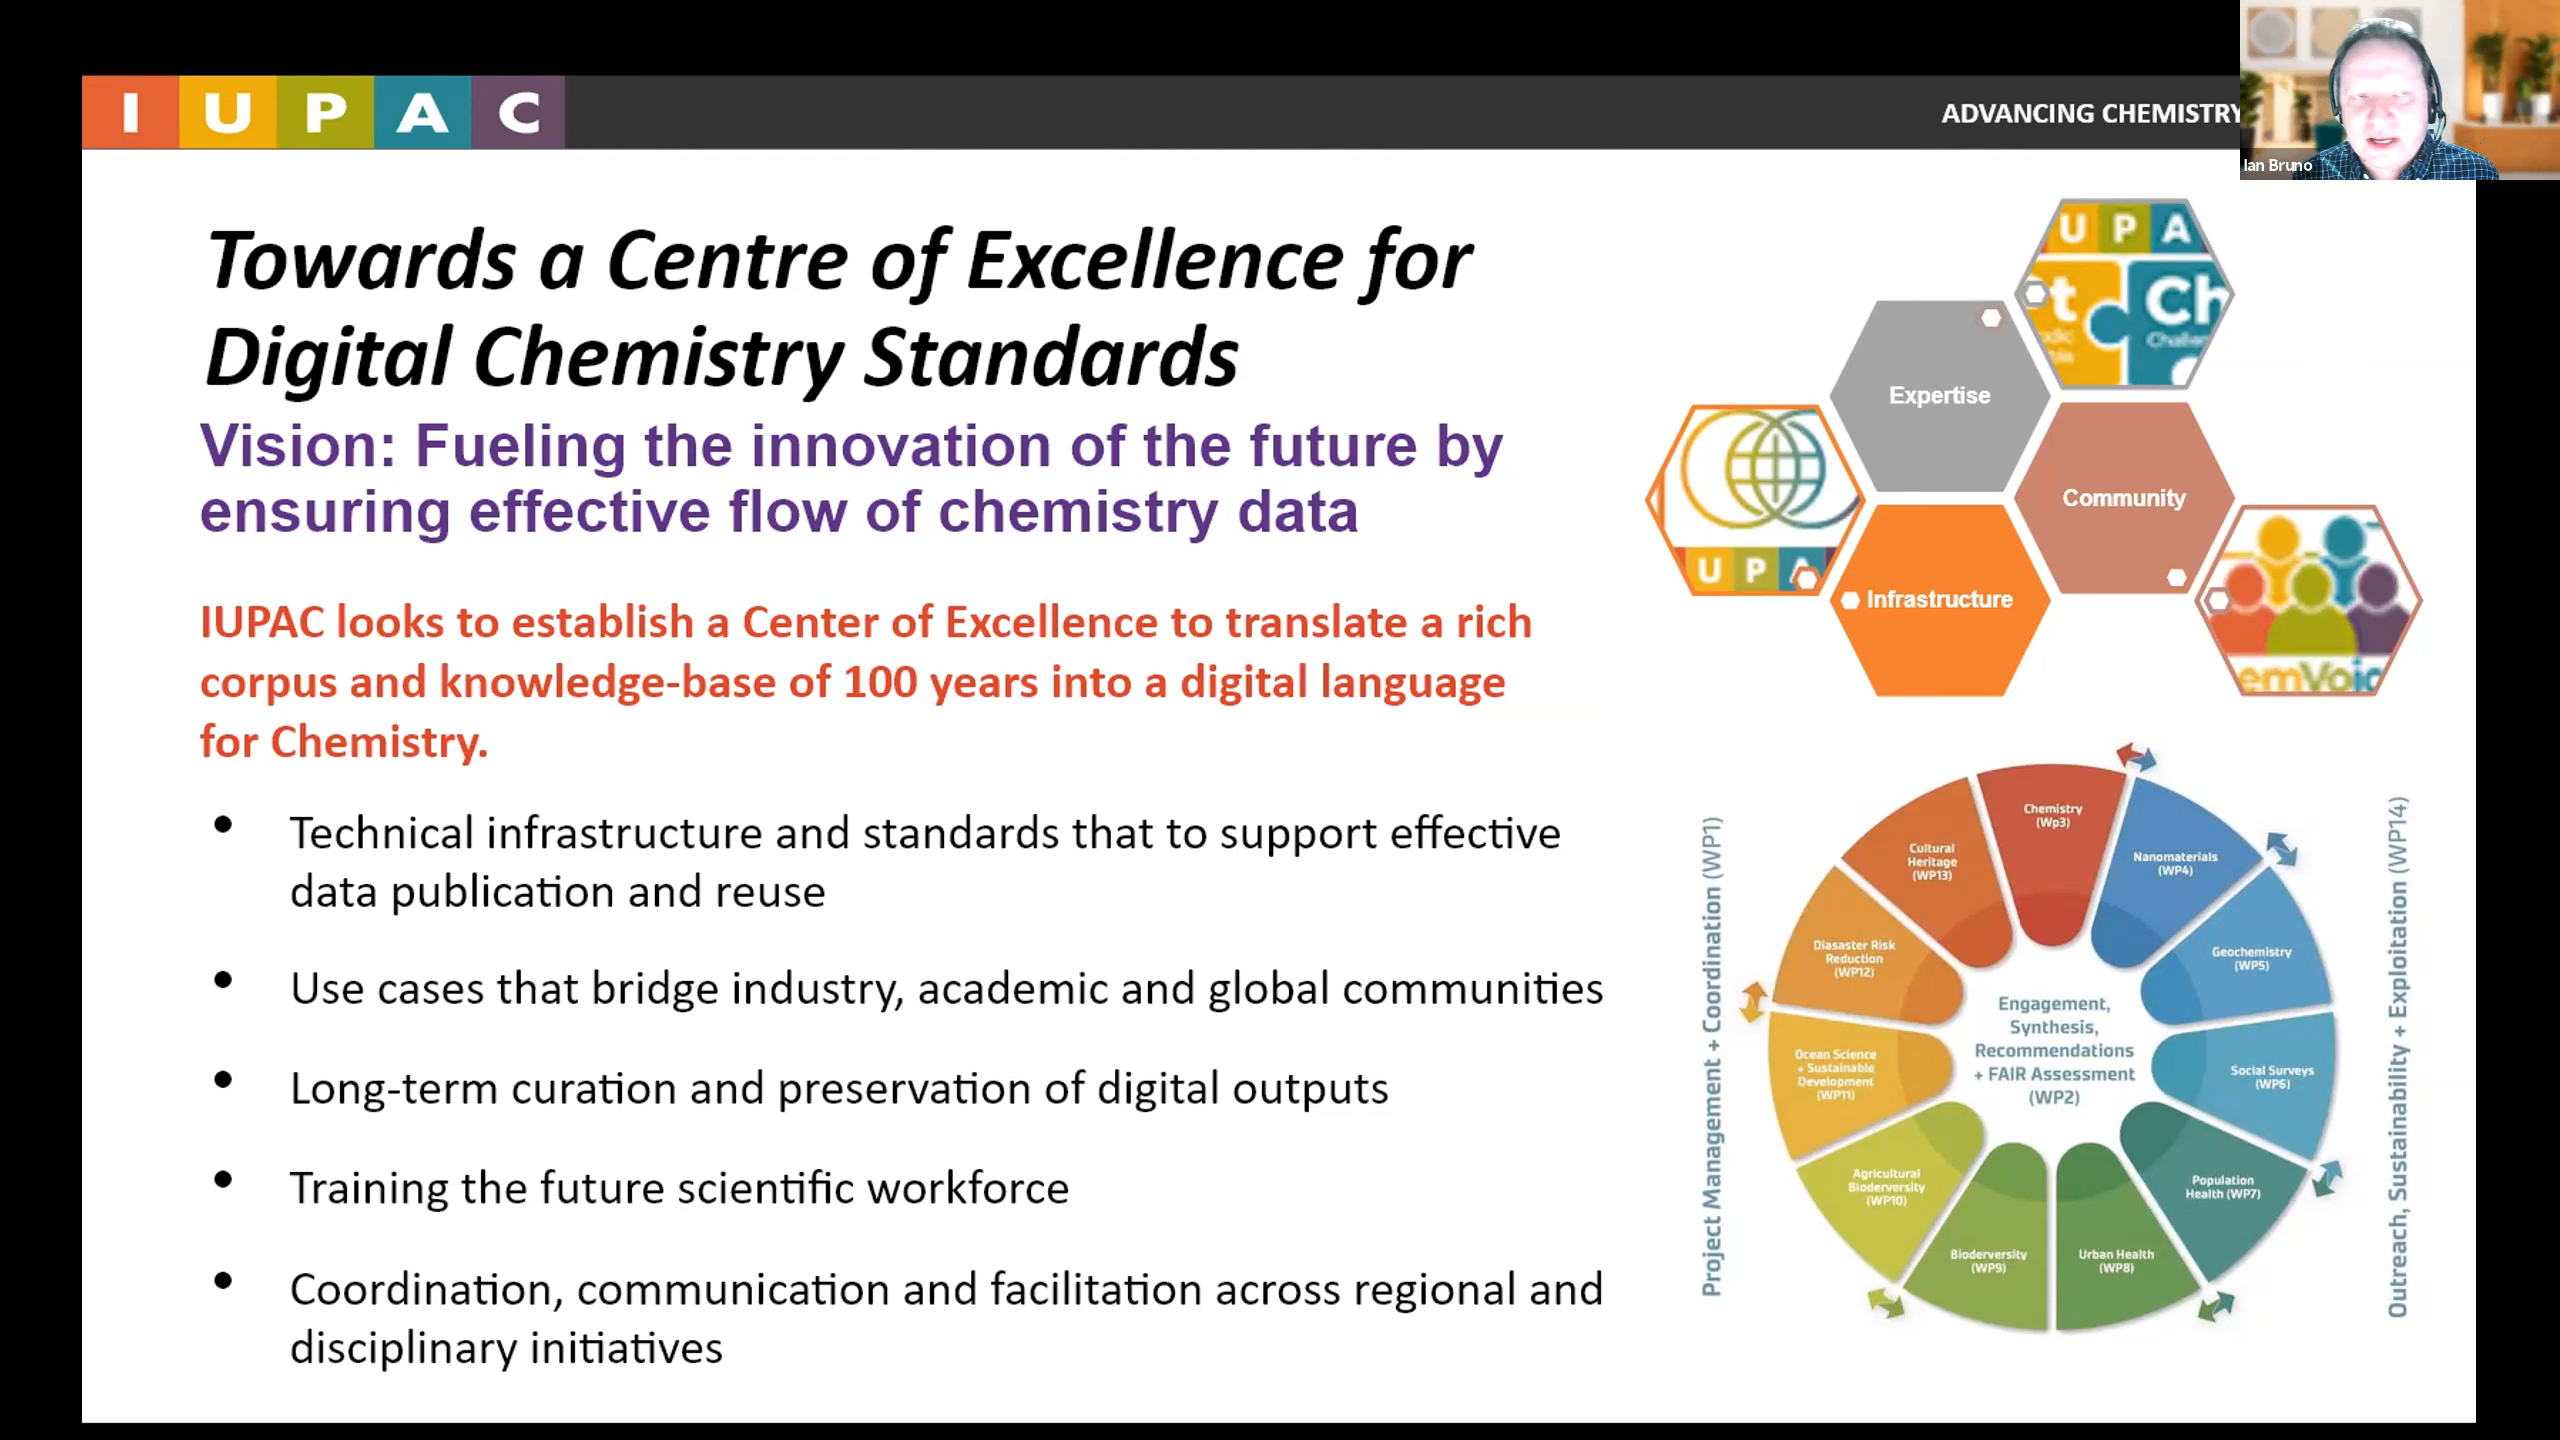 I U P A C
ADVANCING CHEMISTRY
Ian Bruno
Towards a Centre of Excellence for
Digital Chemistry Standards
Vision: Fueling the innovation of the future by
ensuring effective flow of chemistry data
IUPAC looks to establish a Center of Excellence to translate a rich
corpus and knowledge-base of 100 years into a digital language
for Chemistry.
• Technical infrastructure and standards that to support effective
data publication and reuse
• Use cases that bridge industry, academic and global communities
• Long-term curation and preservation of digital outputs
• Training the future scientific workforce
• Coordination, communication and facilitation across regional and
disciplinary initiatives
U P A
t
Ch
Expertise
Community
U P A
Infrastructure
emVoic
Project Management + Coordination (WP1)
Chemistry
(Wp3)
Nanomaterials
(WP4)
Geochemistry
(WP5)
Social Surveys
(WP6)
Population
Health (WP7)
Urban Health
(WP8)
Bioderversity
(WP9)
Agricultural
Bioderversity
(WP10)
Ocean Science
+ Sustainable
Development
(WP11)
Diasaster Risk
Reduction
(WP12)
Cultural
Heritage
(WP13)
Engagement,
Synthesis,
Recommendations
+ FAIR Assessment
(WP2)
Outreach, Sustainability + Exploitation (WP14)